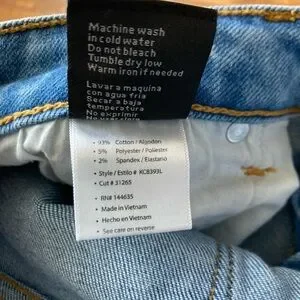 Machine wash
in cold water
Do not bleach
Tumble dry low
Warm iron if needed
Lavar a maquina
con agua fria
Secar a baja
temperatura
No exprimir
• 93% Cotton / Algodon
• 5% Polyester / Poliester
• 2% Spandex / Elastano
• Style / Estilo # KC8393L
• Cut # 31265
• RN# 144635
• Made in Vietnam
• Hecho en Vietnam
• See care on reverse